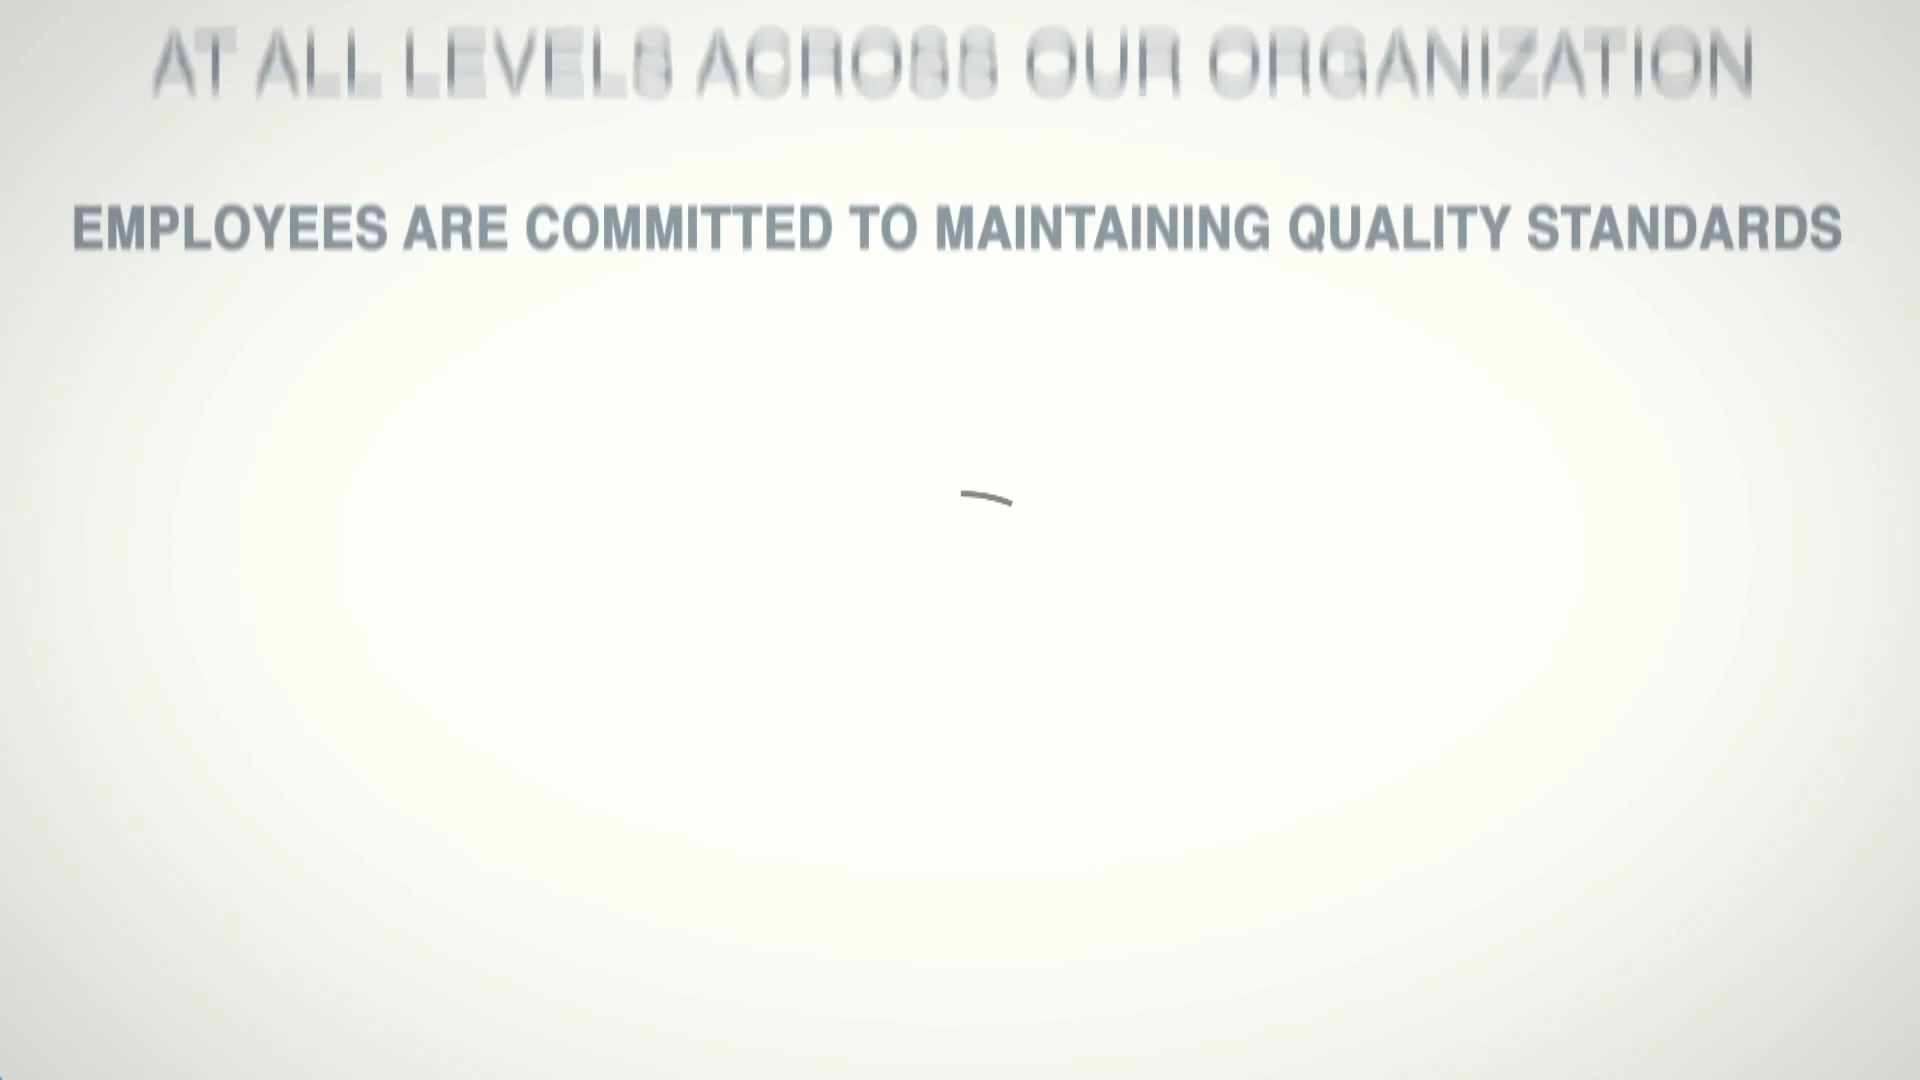 AT ALL LEVELS ACROSS OUR ORGANIZATION
EMPLOYEES ARE COMMITTED TO MAINTAINING QUALITY STANDARDS